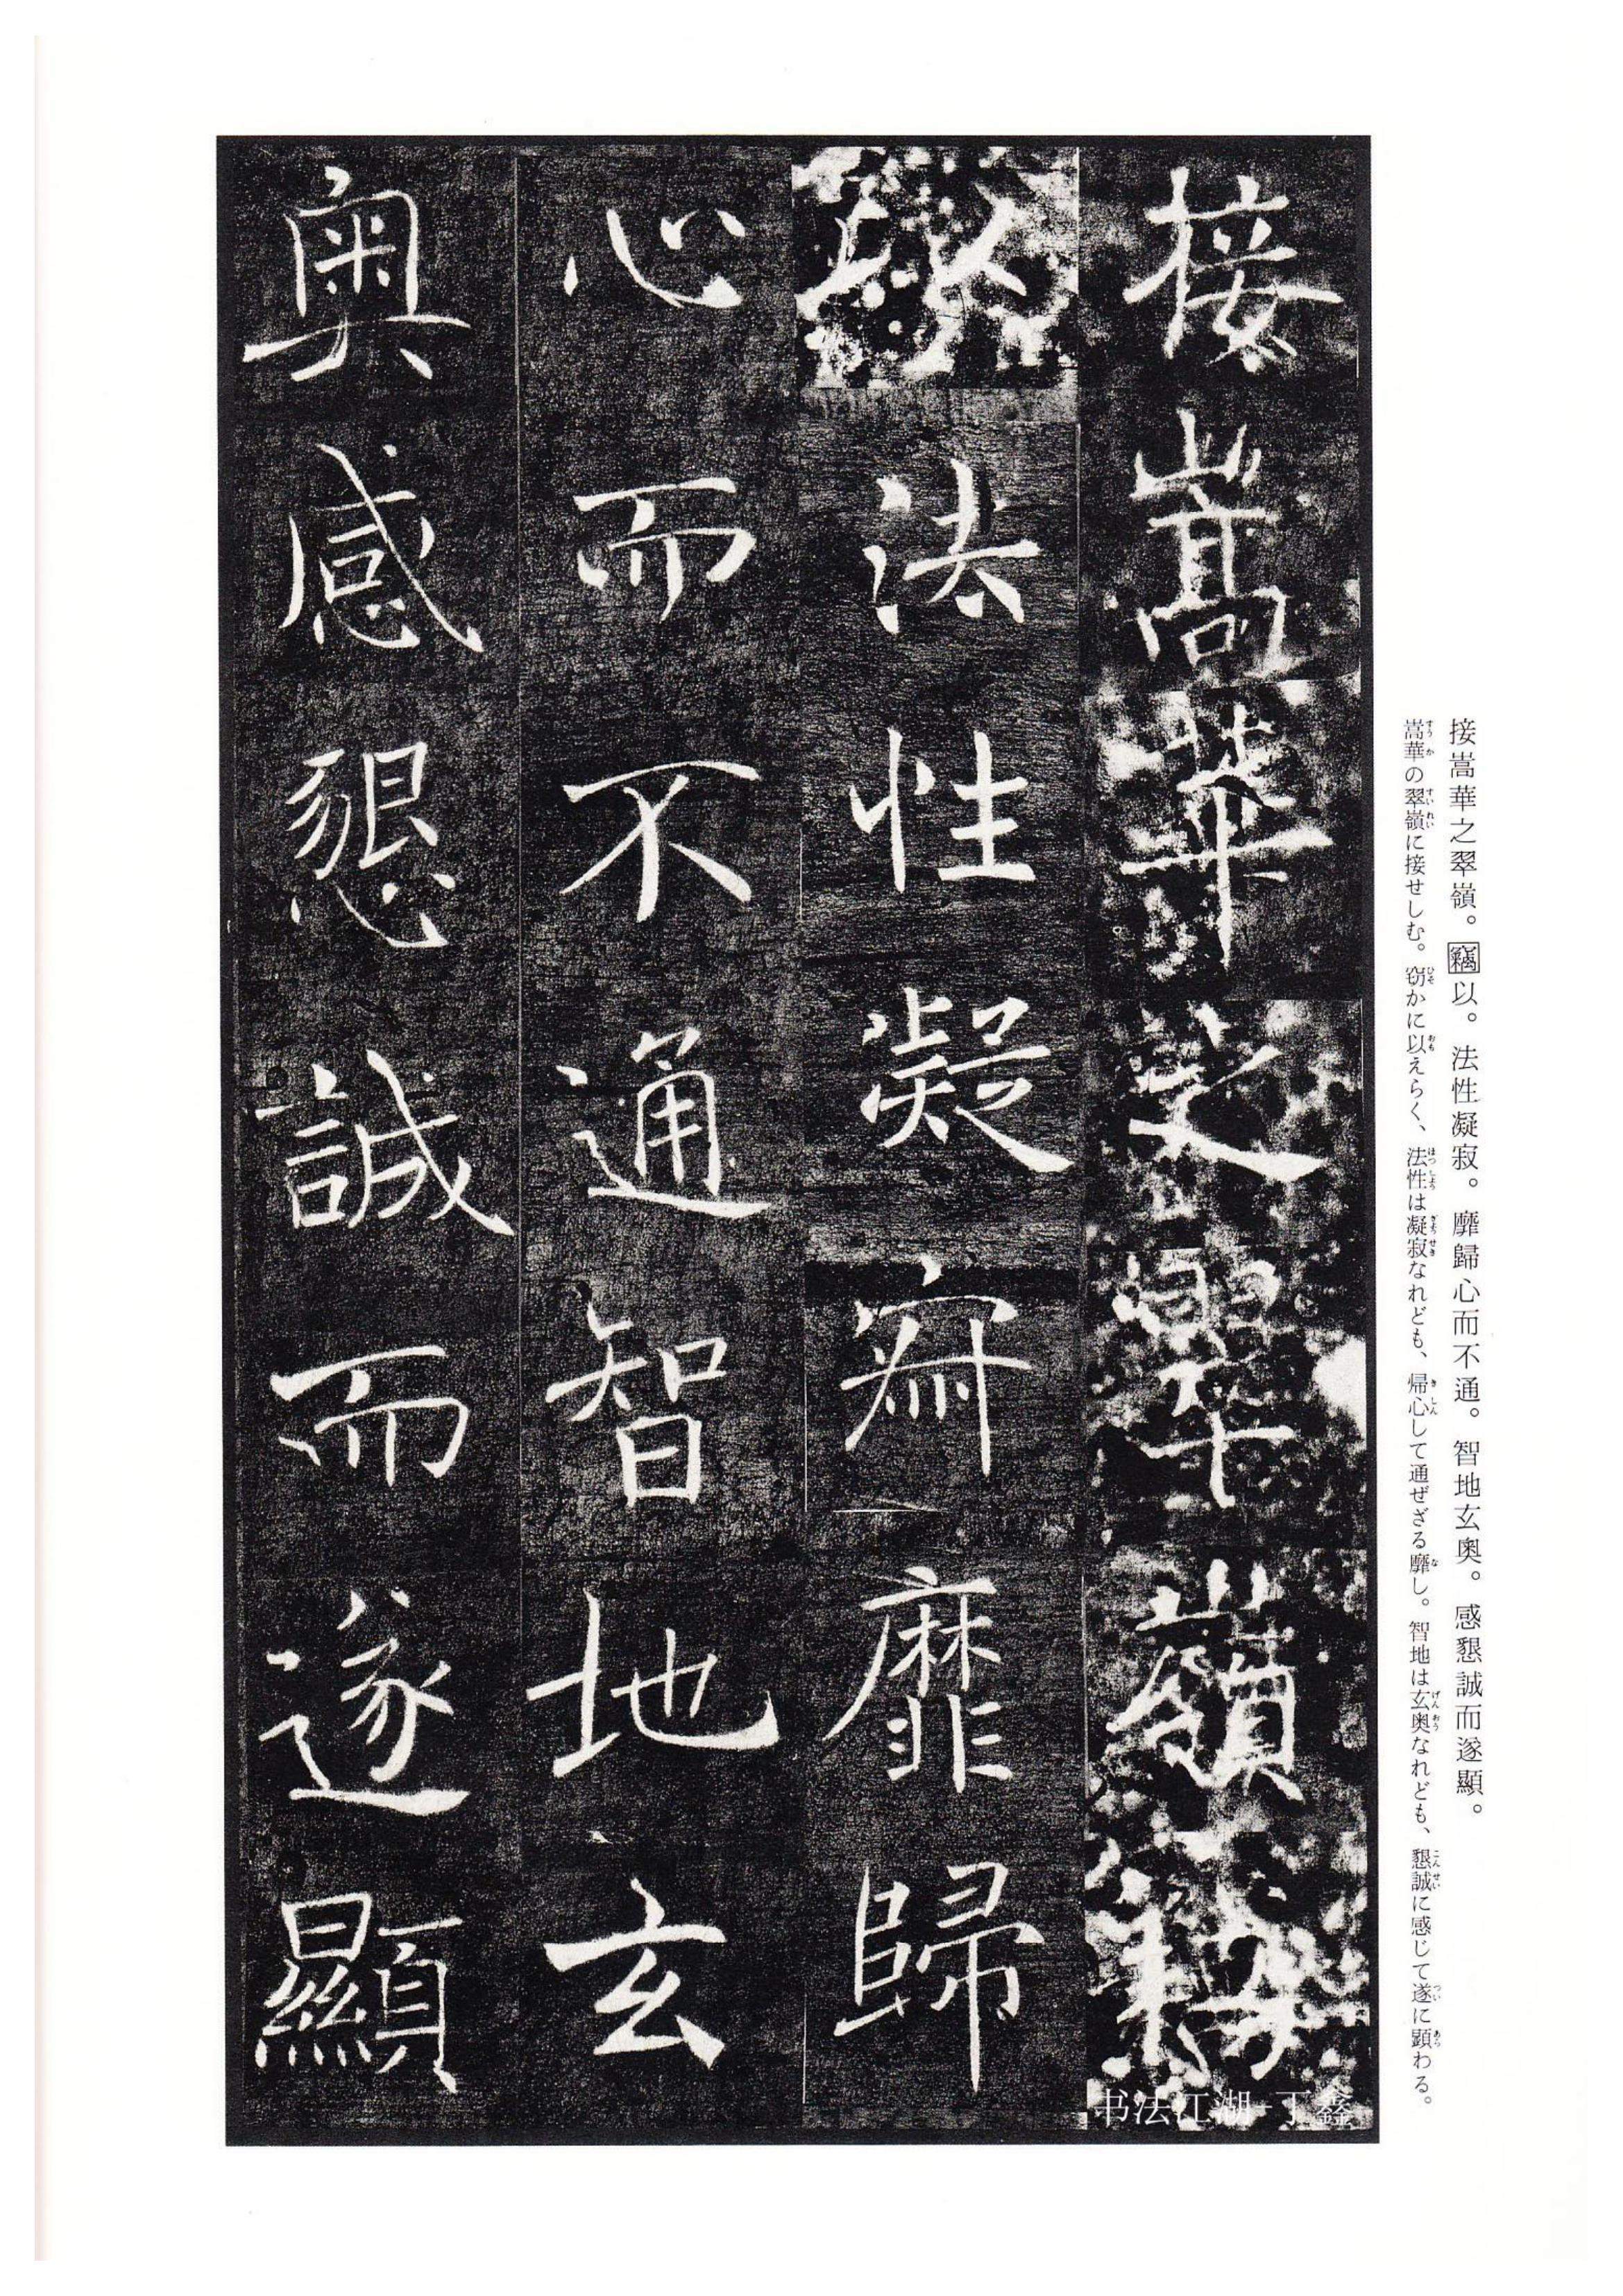 接嵩華之翠嶺。竊以。法性凝寂。靡歸心而不通。智地玄奥。感懇誠而遂顯。
嵩華の翠嶺に接せしむ。窃かに以えらく、法性は凝寂なれども、帰心して通ぜざる靡し。智地は玄奥なれども、懇誠に感じて遂に顕わる。
接嵩華之翠嶺竊
以法性凝寂靡歸
心而不通智地玄
奥感懇誠而遂顯
书法江湖-丁鑫